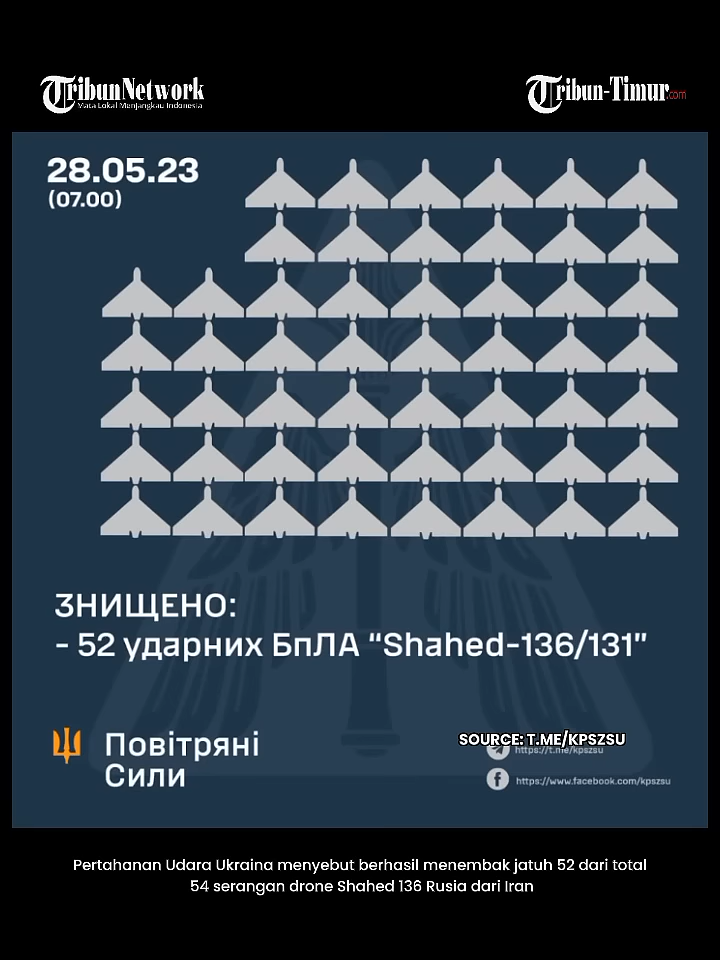 TribunNetwork
Mata Lokal Menjangkau Indonesia
Tribun-Timur.com
28.05.23
(07.00)
ЗНИЩЕНО:
- 52 ударних БпЛА “Shahed-136/131”
Повітряні
Сили
SOURCE: T.ME/KPSZSU
https://t.me/kpszsu
https://www.facebook.com/kpszsu
Pertahanan Udara Ukraina menyebut berhasil menembak jatuh 52 dari total
54 serangan drone Shahed 136 Rusia dari Iran